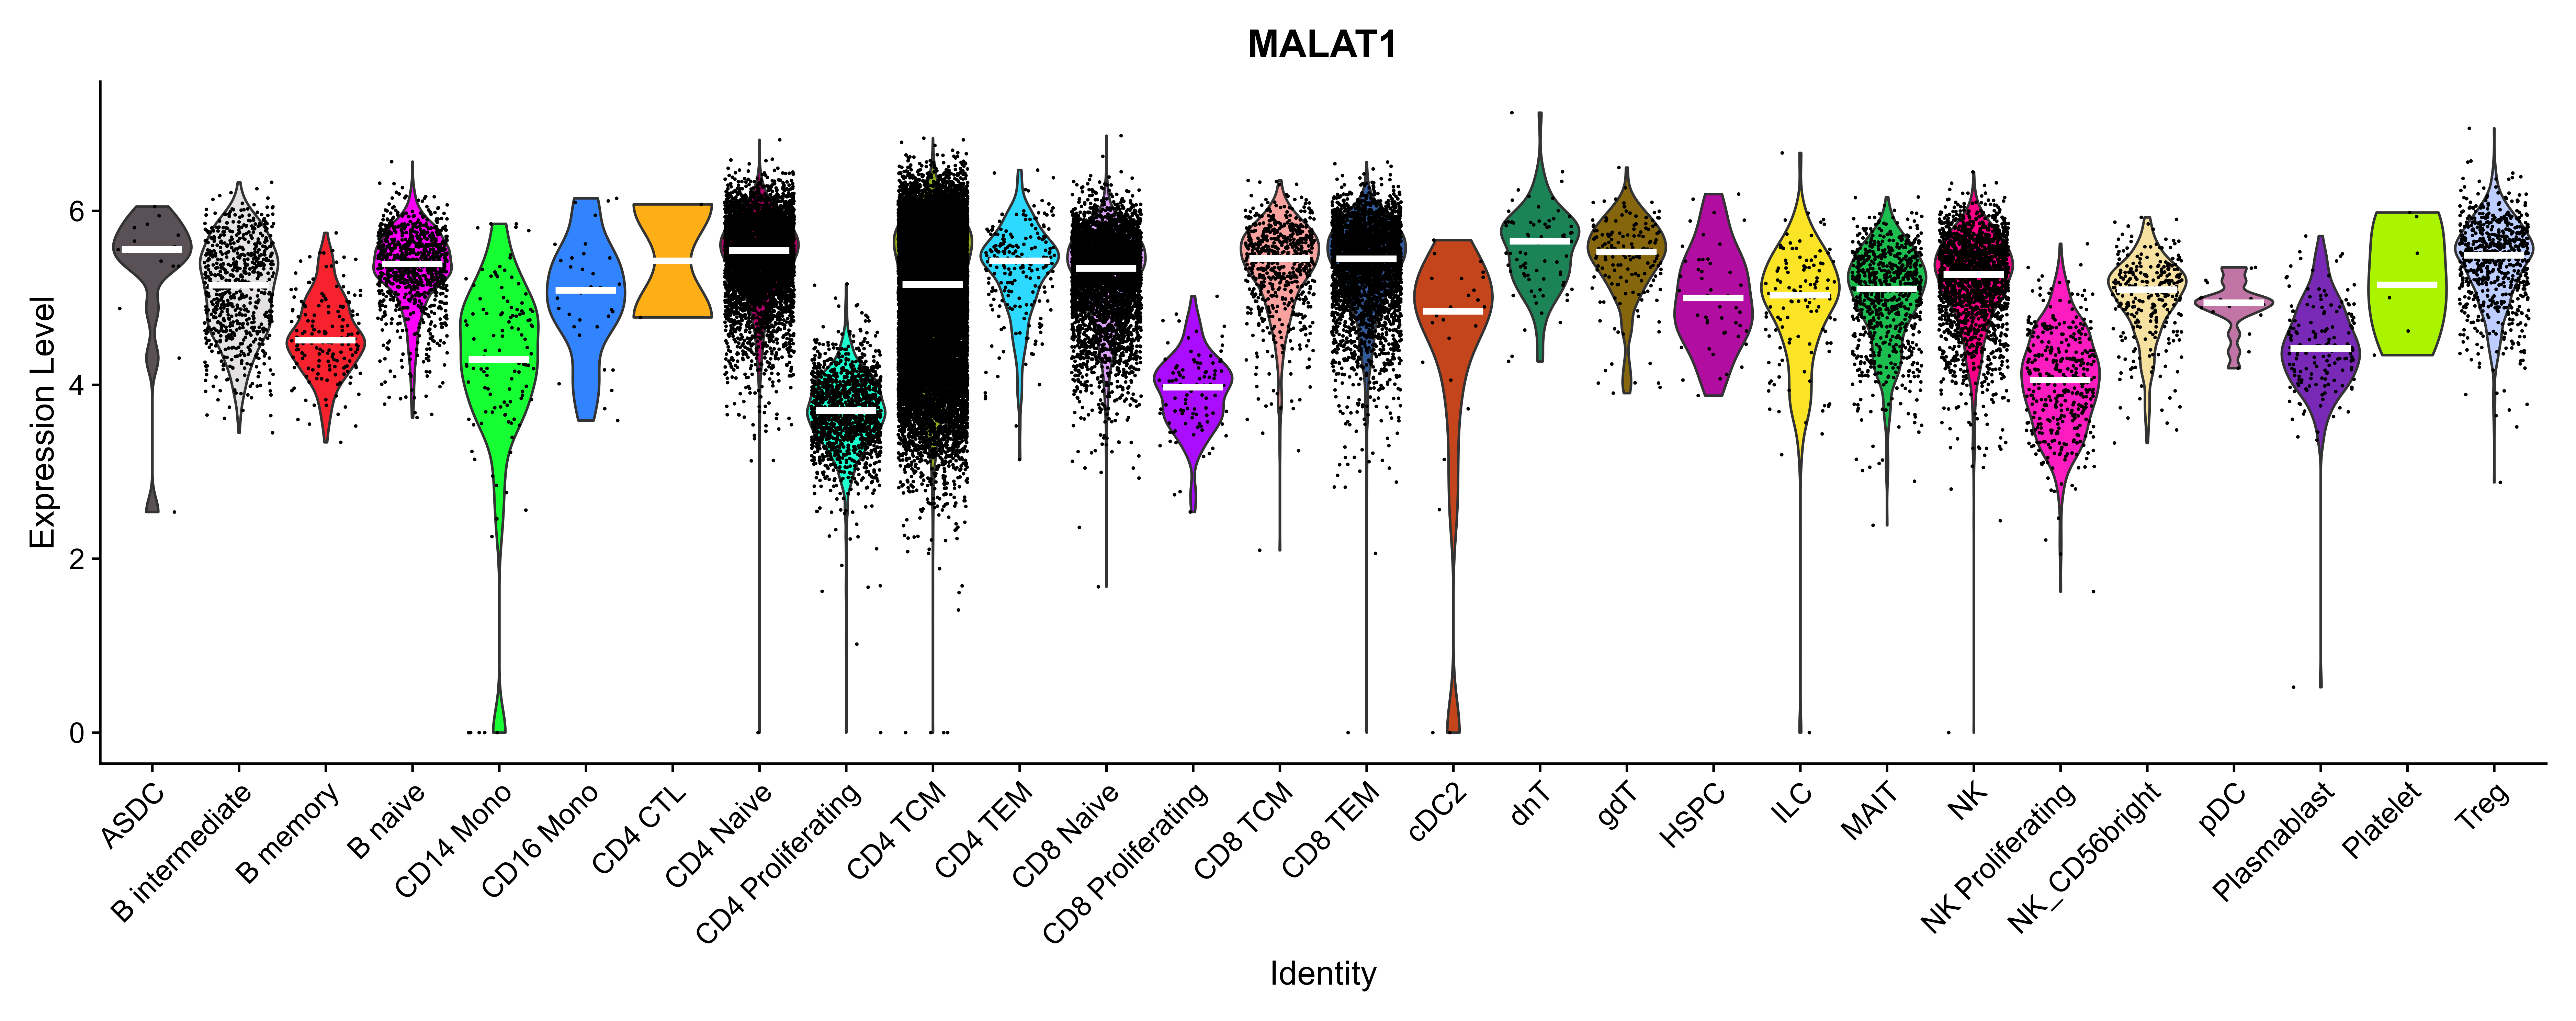 MALAT1
Expression Level
6
4
2
0
ASDC
B intermediate
B memory
B naive
CD14 Mono
CD16 Mono
CD4 CTL
CD4 Naive
CD4 Proliferating
CD4 TCM
CD4 TEM
CD8 Naive
CD8 Proliferating
CD8 TCM
CD8 TEM
cDC2
dnT
gdT
HSPC
ILC
MAIT
NK
NK Proliferating
NK_CD56bright
pDC
Plasmablast
Platelet
Treg
Identity